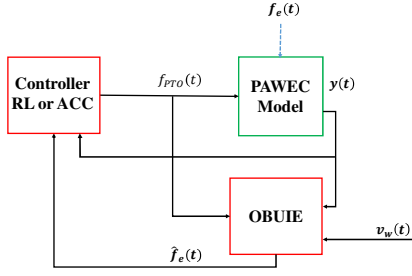 f_e(t)
Controller
RL or ACC
f_PTO(t)
PAWEC
Model
y(t)
OBUIE
v_w(t)
f̂_e(t)